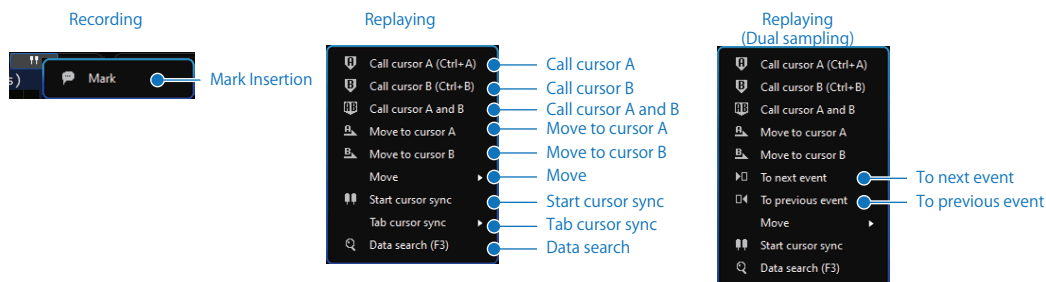 Recording
s)
Mark
Mark Insertion
Replaying
Call cursor A (Ctrl+A)
Call cursor A
Call cursor B (Ctrl+B)
Call cursor B
Call cursor A and B
Call cursor A and B
Move to cursor A
Move to cursor A
Move to cursor B
Move to cursor B
Move
Move
Start cursor sync
Start cursor sync
Tab cursor sync
Tab cursor sync
Data search (F3)
Data search
Replaying
(Dual sampling)
Call cursor A (Ctrl+A)
Call cursor B (Ctrl+B)
Call cursor A and B
Move to cursor A
Move to cursor B
To next event
To next event
To previous event
To previous event
Move
Start cursor sync
Data search (F3)